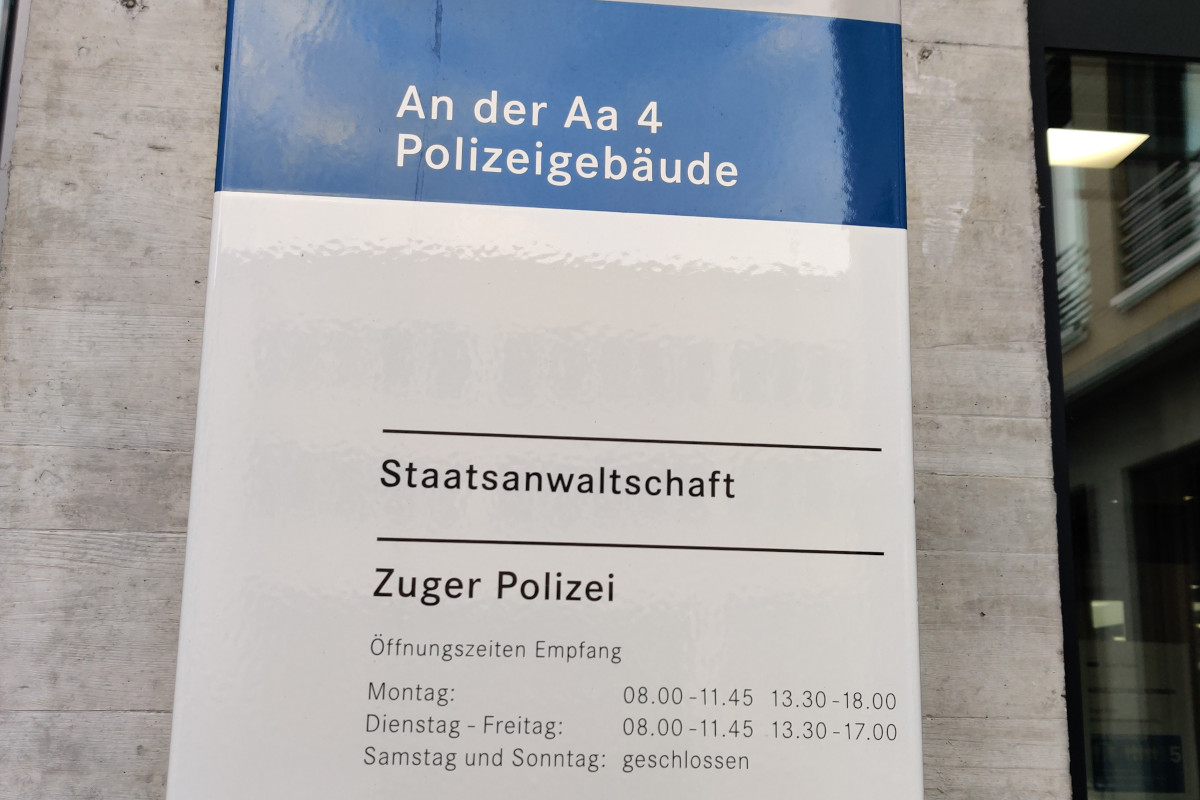 An der Aa 4
Polizeigebäude
Staatsanwaltschaft
Zuger Polizei
Öffnungszeiten Empfang
Montag: 08.00 - 11.45 13.30 - 18.00
Dienstag - Freitag: 08.00 - 11.45 13.30 - 17.00
Samstag und Sonntag: geschlossen